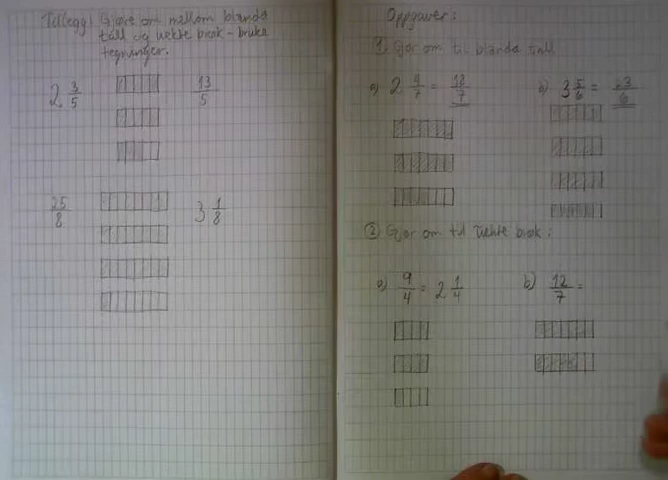 Tillegg: Gjøre om mellom blanda
tall og uekte brøk - bruke
tegninger.
2 3/5 13/5
25/8 3 1/8
Oppgaver:
1. Gjør om til blanda tall
a) 2 4/7 = 18/7 b) 3 5/6 = 23/6
2 Gjør om til uekte brøk:
a) 9/4 = 2 1/4 b) 12/7 =